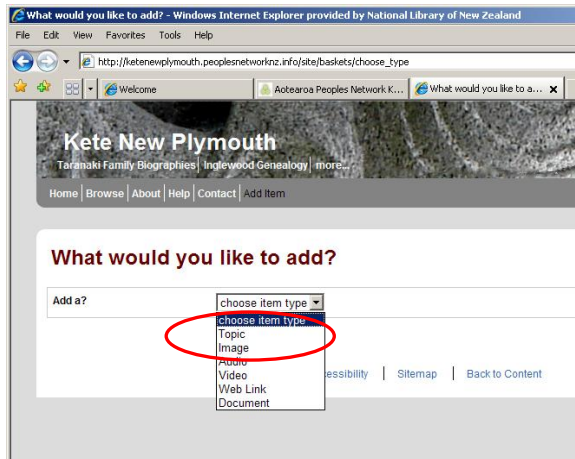 What would you like to add? - Windows Internet Explorer provided by National Library of New Zealand
File Edit View Favorites Tools Help
http://ketenewplymouth.peoplesnetworknz.info/site/baskets/choose_type
Welcome Aotearoa Peoples Network K... What would you like to a... x
Kete New Plymouth
Taranaki Family Biographies| Inglewood Genealogy| more...
Home | Browse | About | Help | Contact | Add Item
What would you like to add?
Add a? choose item type
choose item type
Topic
Image
Audio
Video essibility | Sitemap | Back to Content
Web Link
Document